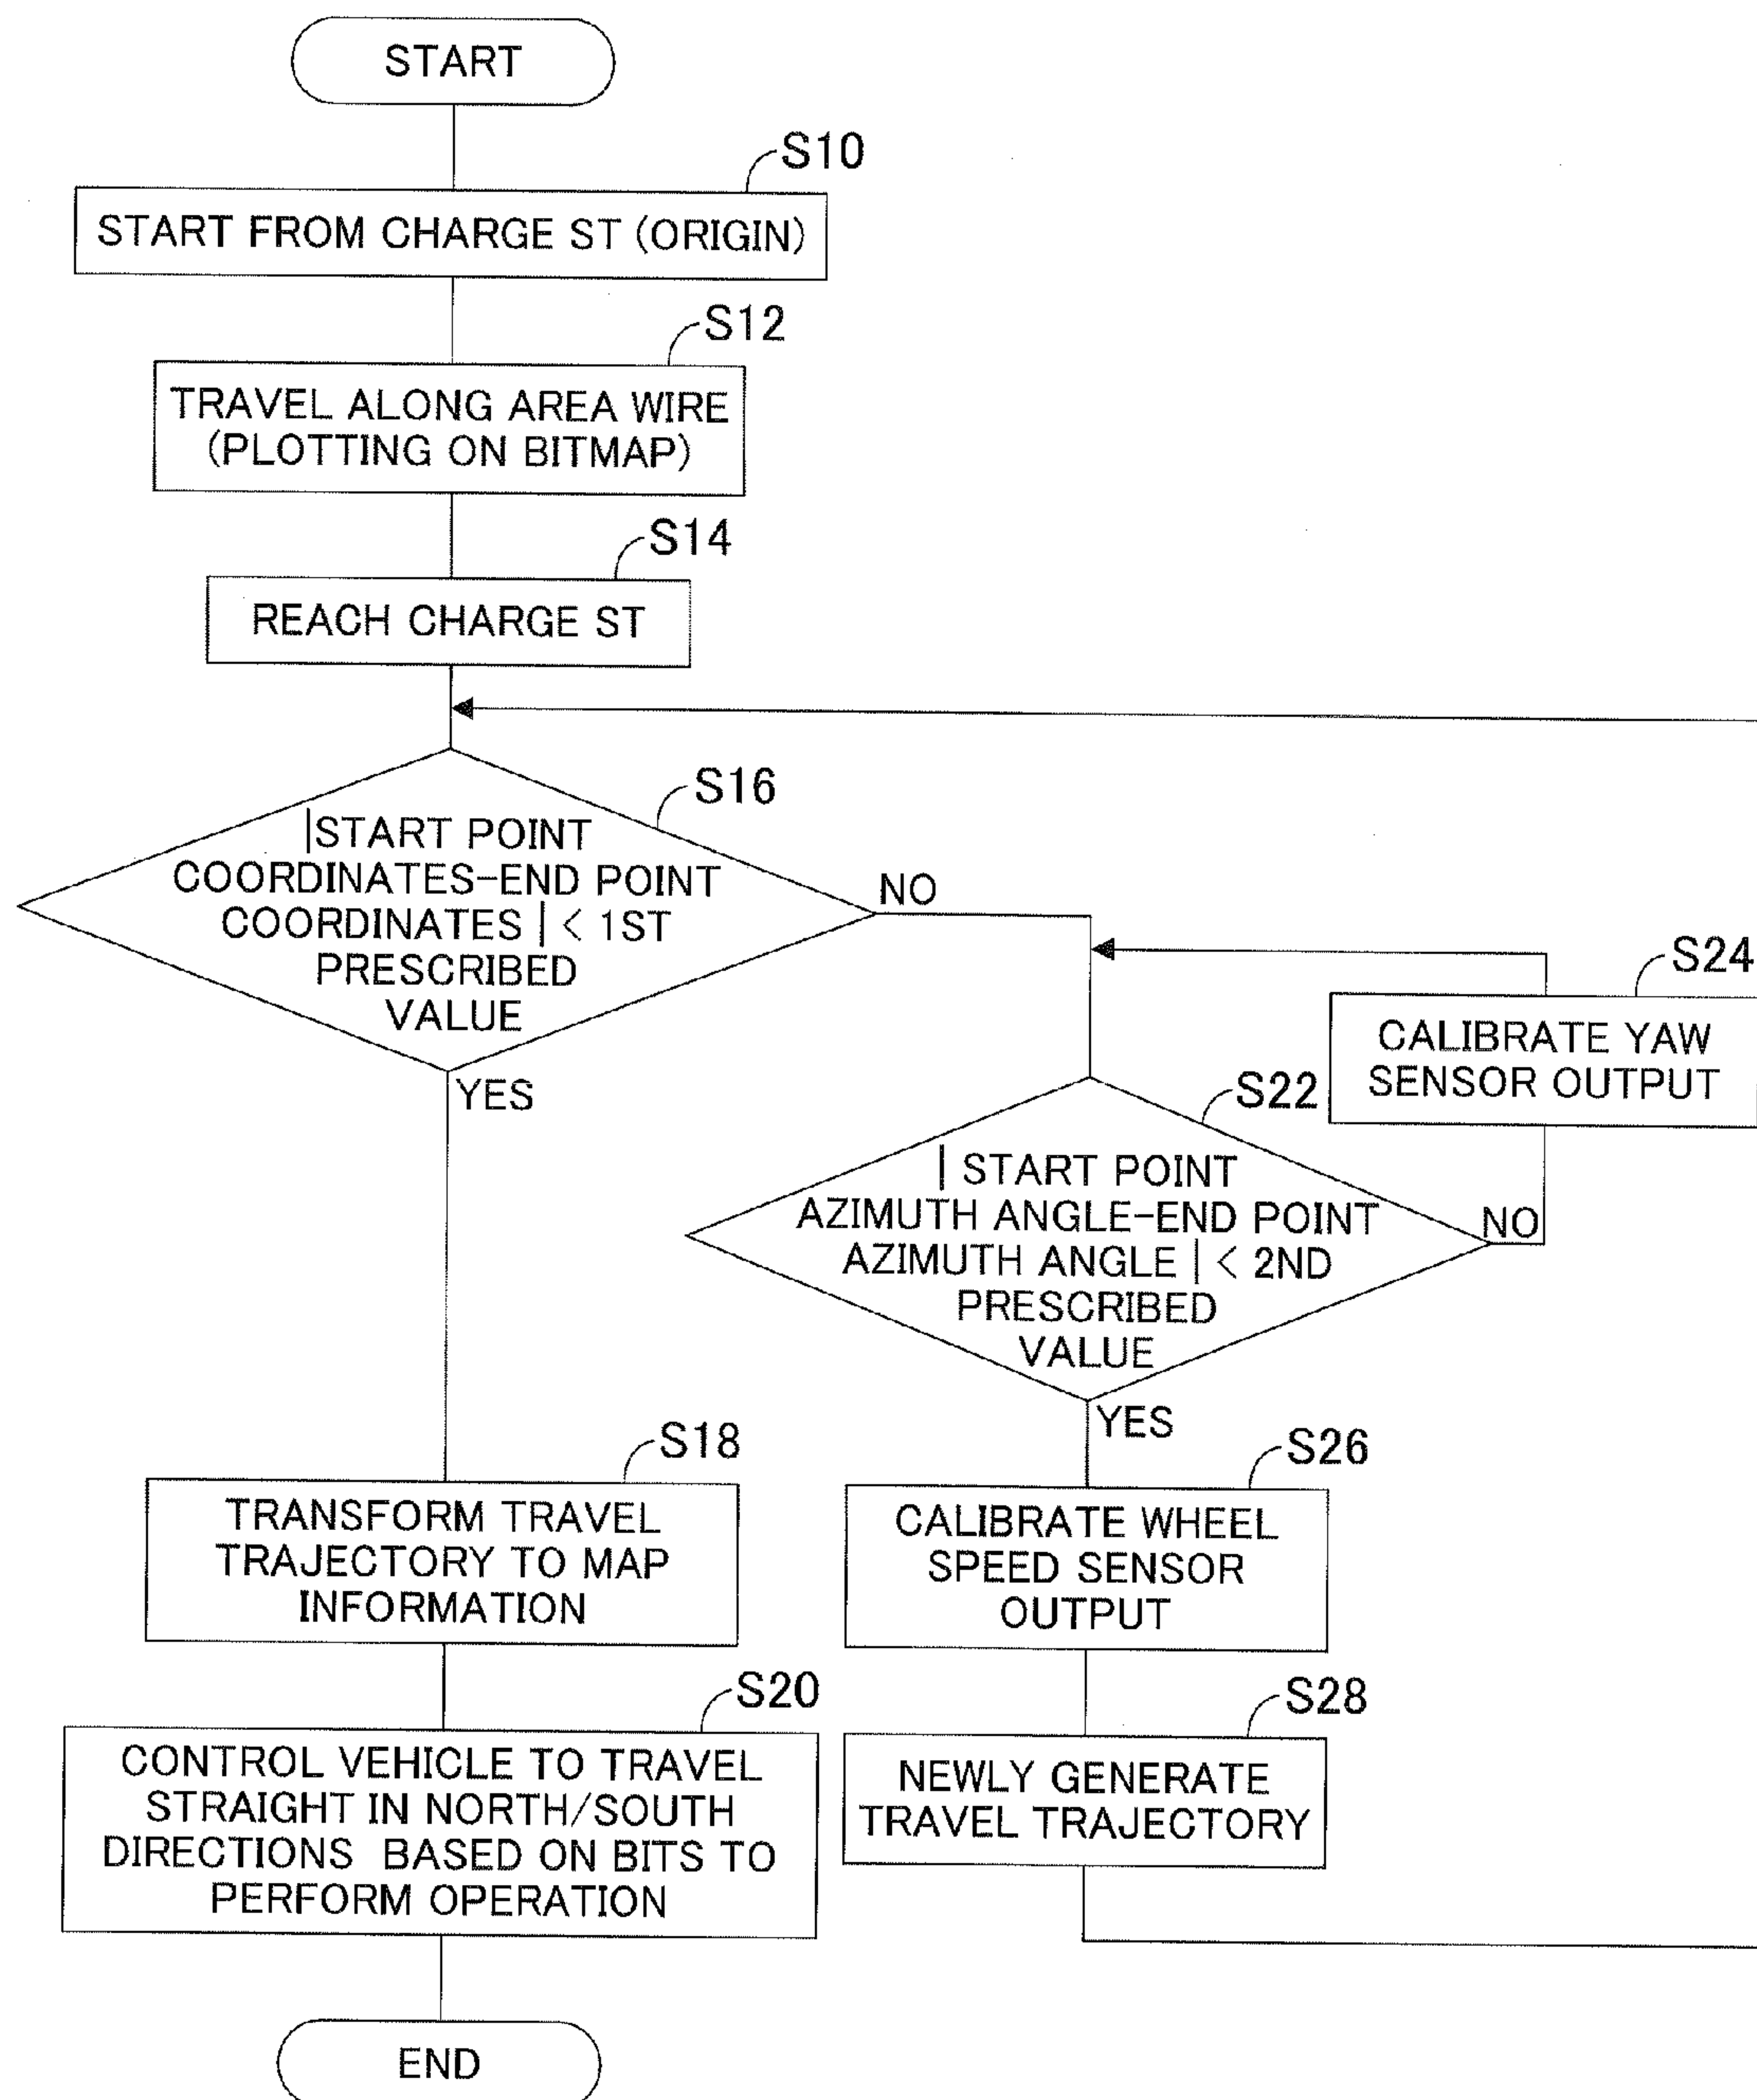 START
S10
START FROM CHARGE ST (ORIGIN)
S12
TRAVEL ALONG AREA WIRE
(PLOTTING ON BITMAP)
S14
REACH CHARGE ST
S16
|START POINT
COORDINATES-END POINT
COORDINATES | < 1ST
PRESCRIBED
VALUE
NO
YES
S24
CALIBRATE YAW
SENSOR OUTPUT
S22
| START POINT
AZIMUTH ANGLE-END POINT
AZIMUTH ANGLE | < 2ND
PRESCRIBED
VALUE
NO
YES
S18
TRANSFORM TRAVEL
TRAJECTORY TO MAP
INFORMATION
S26
CALIBRATE WHEEL
SPEED SENSOR
OUTPUT
S20
CONTROL VEHICLE TO TRAVEL
STRAIGHT IN NORTH/SOUTH
DIRECTIONS BASED ON BITS TO
PERFORM OPERATION
S28
NEWLY GENERATE
TRAVEL TRAJECTORY
END